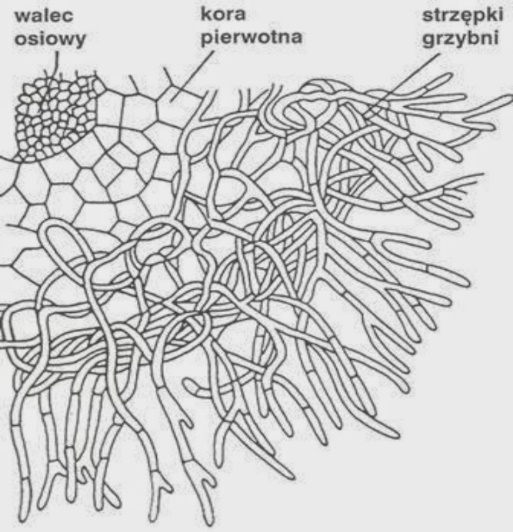 walec
osiowy
kora
pierwotna
strzępki
grzybni